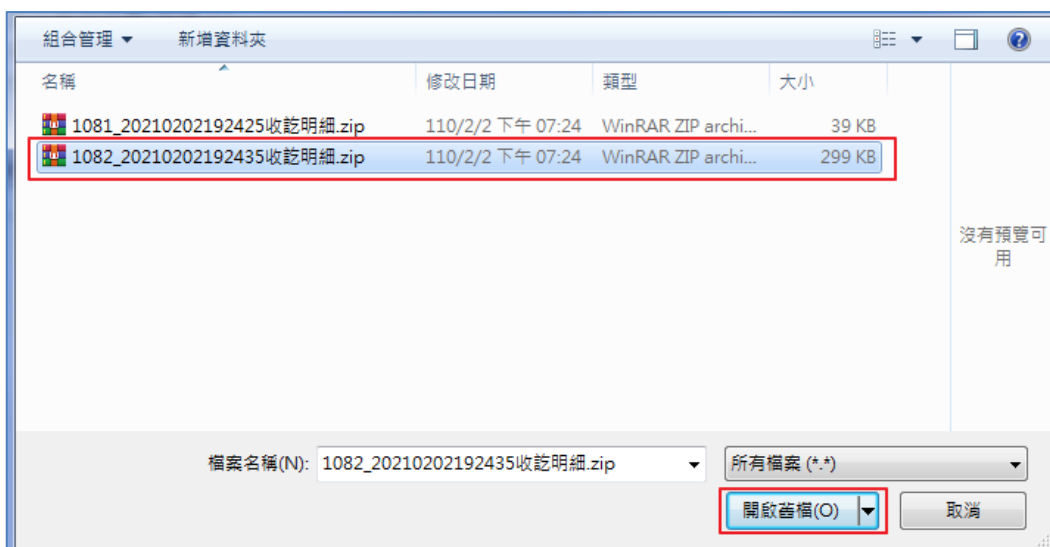 組合管理 新增資料夾
名稱 修改日期 類型 大小
1081_20210202192425收訖明細.zip 110/2/2 下午 07:24 WinRAR ZIP archi... 39 KB
1082_20210202192435收訖明細.zip 110/2/2 下午 07:24 WinRAR ZIP archi... 299 KB
沒有預覽可
用
檔案名稱(N): 1082_20210202192435收訖明細.zip 所有檔案 (*.*)
開啟舊檔(O) 取消